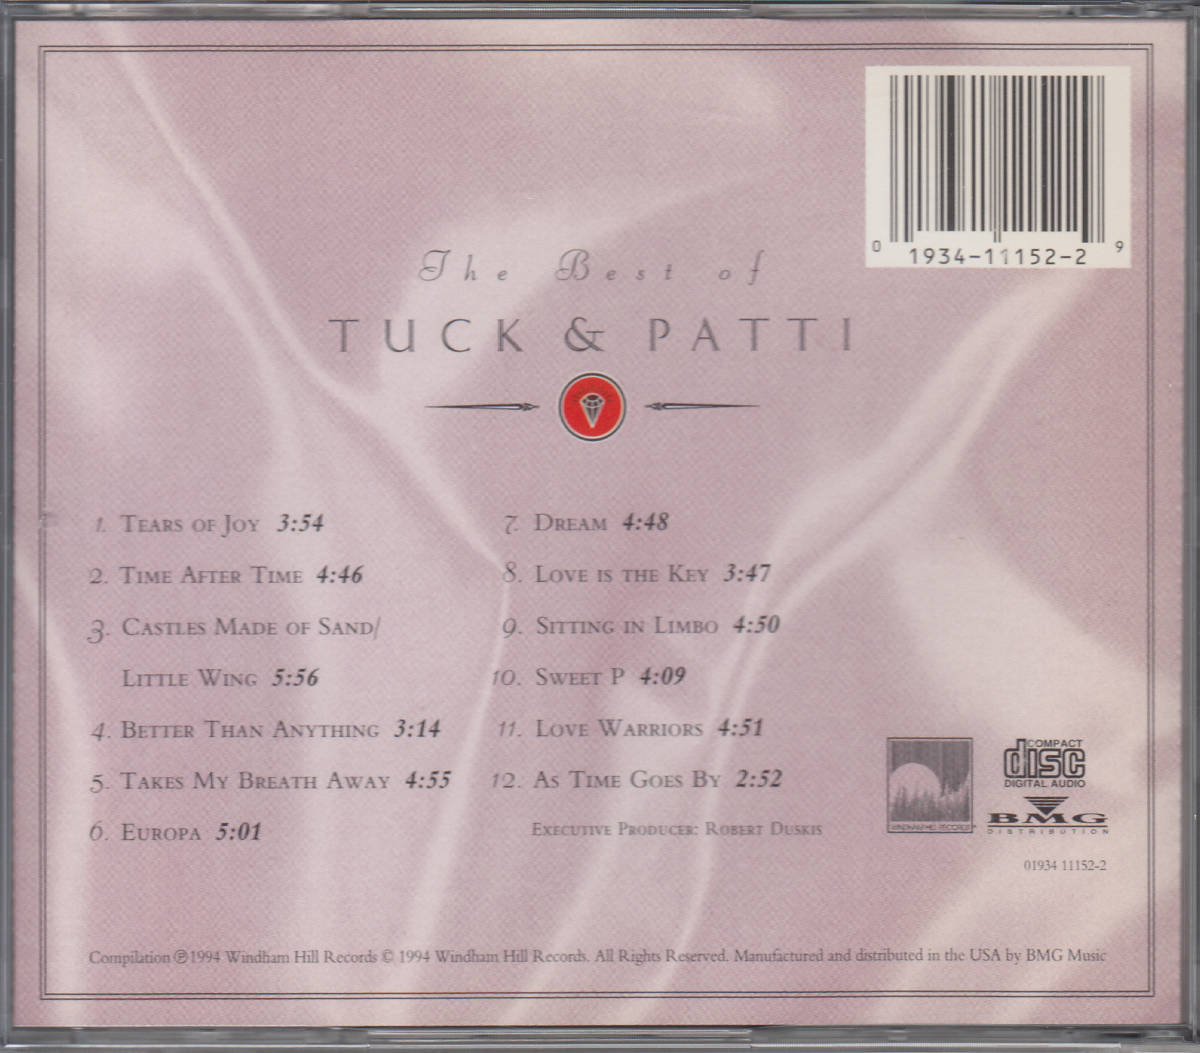 0 1934-11152-2 9
The Best of
TUCK & PATTI
1. TEARS OF JOY 3:54
2. TIME AFTER TIME 4:46
3. CASTLES MADE OF SAND/
LITTLE WING 5:56
4. BETTER THAN ANYTHING 3:14
5. TAKES MY BREATH AWAY 4:55
6. EUROPA 5:01
7. DREAM 4:48
8. LOVE IS THE KEY 3:47
9. SITTING IN LIMBO 4:50
10. SWEET P 4:09
11. LOVE WARRIORS 4:51
12. AS TIME GOES BY 2:52
EXECUTIVE PRODUCER: ROBERT DUSKIS
WINDHAM HILL RECORDS
COMPACT
disc
DIGITAL AUDIO
BMG
DISTRIBUTION
01934 11152-2
Compilation ℗1994 Windham Hill Records © 1994 Windham Hill Records. All Rights Reserved. Manufactured and distributed in the USA by BMG Music